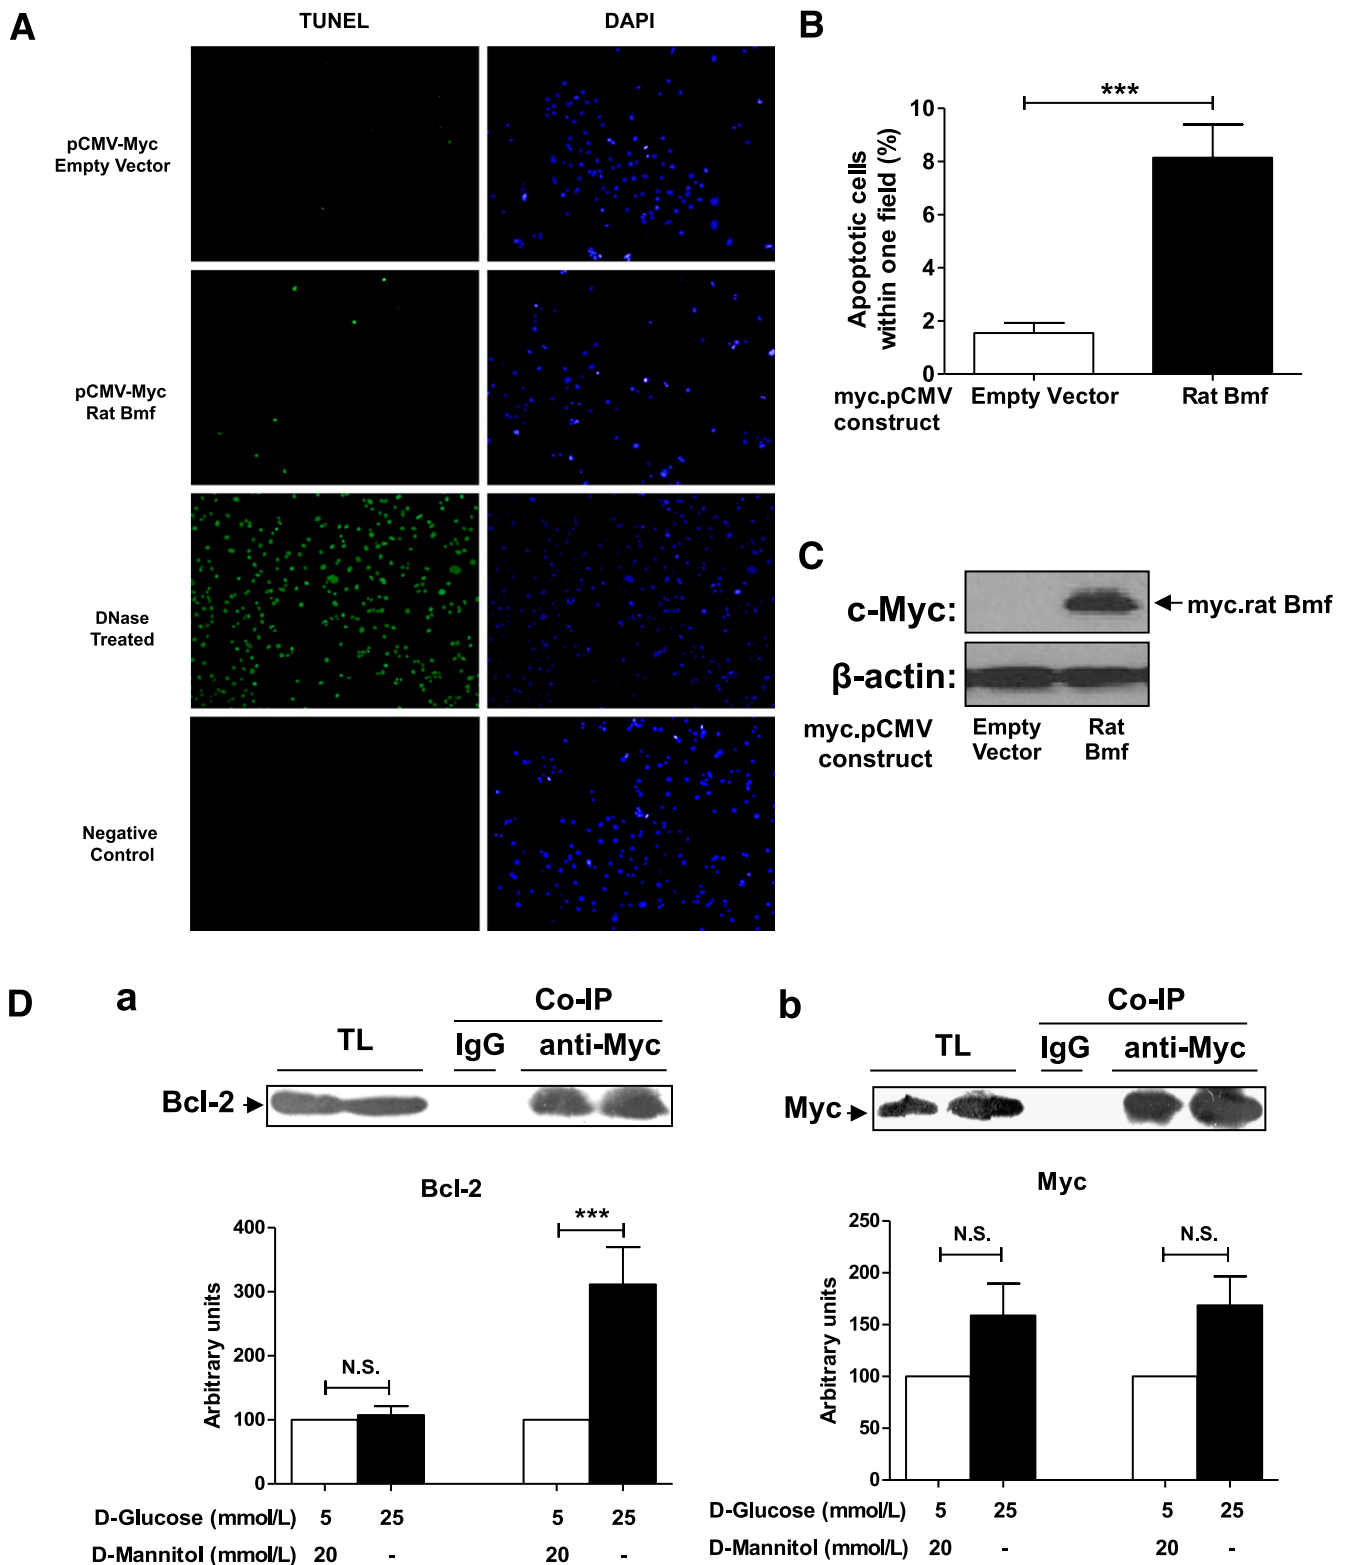 A
TUNEL
DAPI
pCMV-Myc
Empty Vector
pCMV-Myc
Rat Bmf
DNase
Treated
Negative
Control
B
***
Apoptotic cells
within one field (%)
10
8
6
4
2
0
myc.pCMV
construct
Empty Vector
Rat Bmf
C
c-Myc:
myc.rat Bmf
β-actin:
myc.pCMV
construct
Empty
Vector
Rat
Bmf
D
a
Co-IP
TL
IgG
anti-Myc
Bcl-2
Bcl-2
Arbitrary units
400
300
200
100
0
N.S.
***
D-Glucose (mmol/L) 5 25 5 25
D-Mannitol (mmol/L) 20 - 20 -
b
Co-IP
TL
IgG
anti-Myc
Myc
Myc
Arbitrary units
250
200
150
100
50
0
N.S.
N.S.
D-Glucose (mmol/L) 5 25 5 25
D-Mannitol (mmol/L) 20 - 20 -